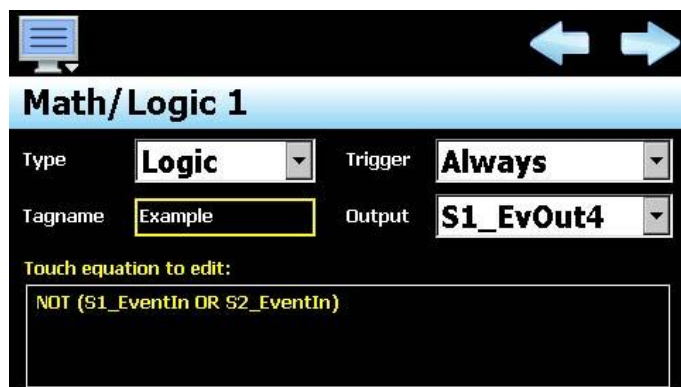 Math/Logic 1
Type Logic Trigger Always
Tagname Example Output S1_EvOut4
Touch equation to edit:
NOT (S1_EventIn OR S2_EventIn)